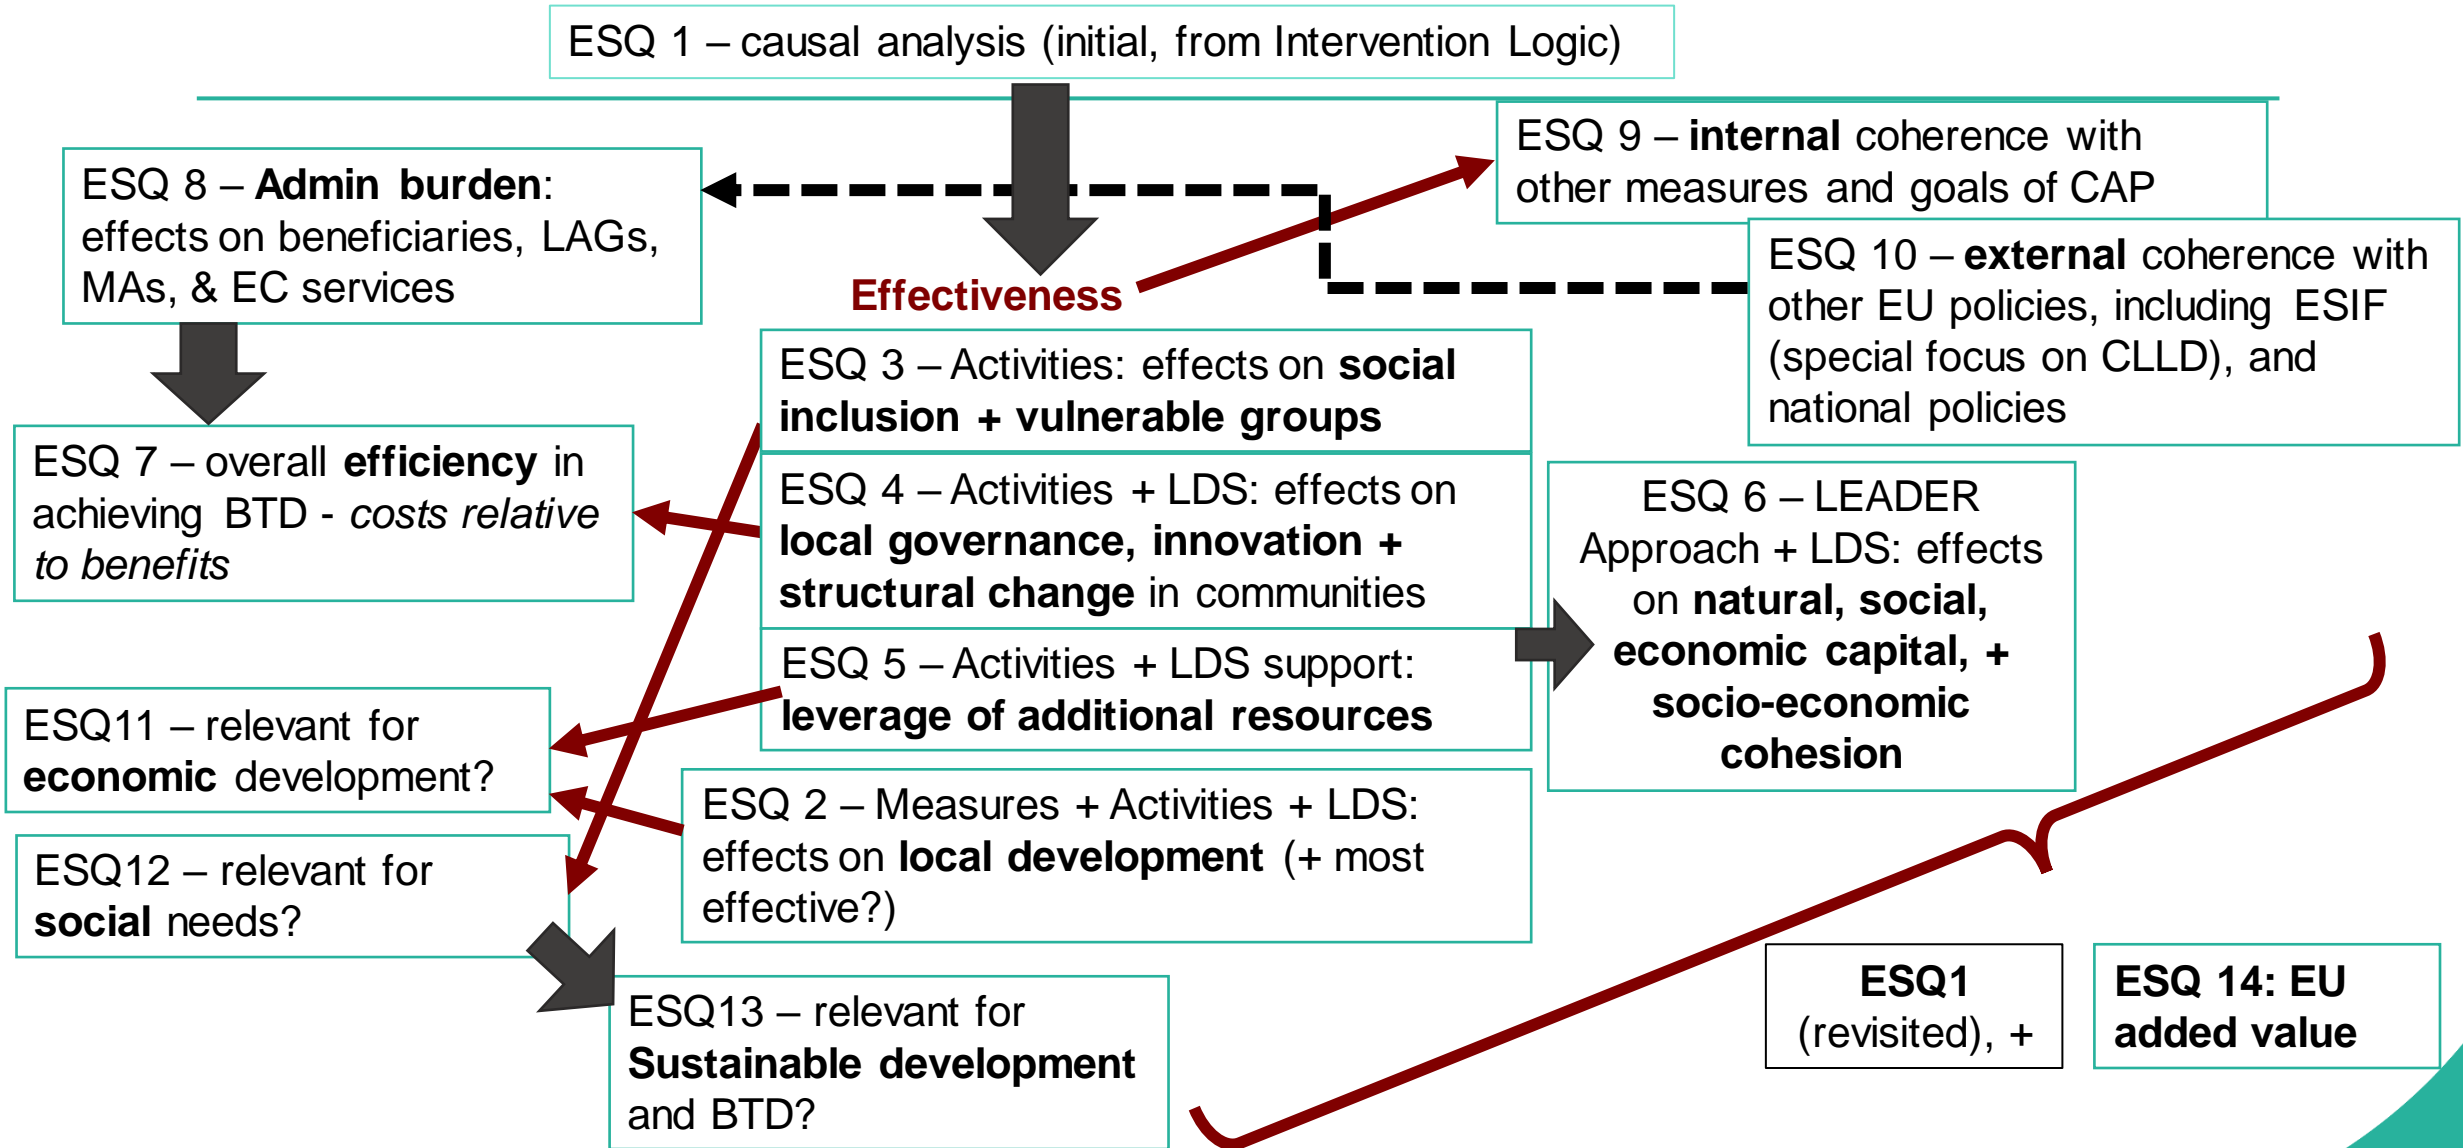 ESQ 1 – causal analysis (initial, from Intervention Logic)
ESQ 8 – Admin burden:
effects on beneficiaries, LAGs,
MAs, & EC services
ESQ 9 – internal coherence with
other measures and goals of CAP
ESQ 10 – external coherence with
other EU policies, including ESIF
(special focus on CLLD), and
national policies
Effectiveness
ESQ 3 – Activities: effects on social
inclusion + vulnerable groups
ESQ 7 – overall efficiency in
achieving BTD - costs relative
to benefits
ESQ 4 – Activities + LDS: effects on
local governance, innovation +
structural change in communities
ESQ 6 – LEADER
Approach + LDS: effects
on natural, social,
economic capital, +
socio-economic
cohesion
ESQ 5 – Activities + LDS support:
leverage of additional resources
ESQ11 – relevant for
economic development?
ESQ 2 – Measures + Activities + LDS:
effects on local development (+ most
effective?)
ESQ12 – relevant for
social needs?
ESQ13 – relevant for
Sustainable development
and BTD?
ESQ1
(revisited), +
ESQ 14: EU
added value